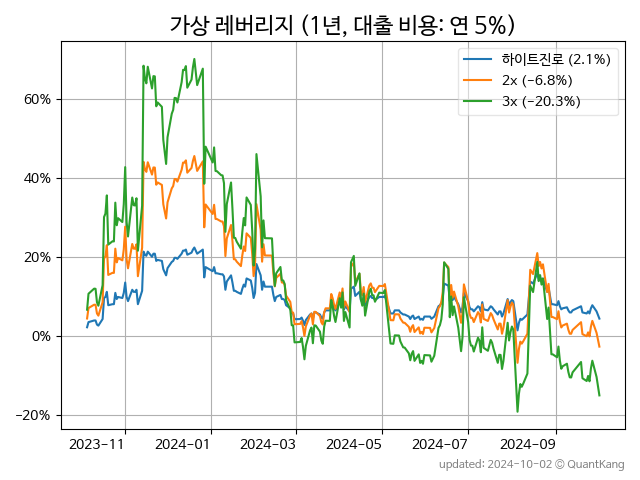 가상 레버리지 (1년, 대출 비용: 연 5%)
하이트진로 (2.1%)
2x (−6.8%)
3x (−20.3%)
60%
40%
20%
0%
−20%
2023-11 2024-01 2024-03 2024-05 2024-07 2024-09
updated: 2024-10-02 © QuantKang